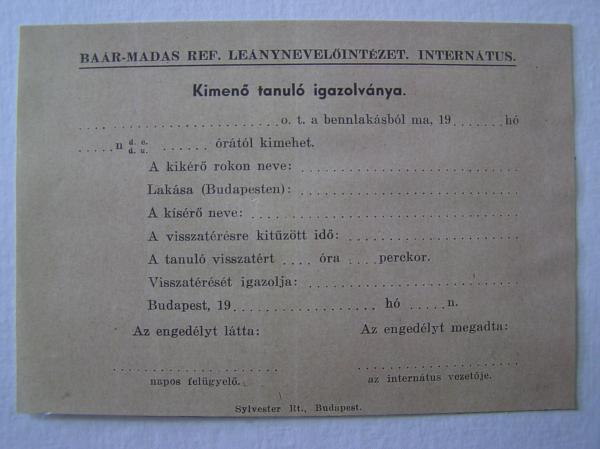 BAÁR-MADAS REF. LEÁNYNEVELŐINTÉZET. INTERNÁTUS.
Kimenő tanuló igazolványa.
. . . . . . . . . . . . . . . . . . . . . . . . . . o. t. a bennlakásból ma, 19 . . . . . . . hó
. . . . . n d. e. d. u. . . . . . . órától kimehet.
A kikérő rokon neve: . . . . . . . . . . . . . . . . . . . . . . . .
Lakása (Budapesten): . . . . . . . . . . . . . . . . . . . . . . . .
A kísérő neve: . . . . . . . . . . . . . . . . . . . . . . . . . . . . .
A visszatérésre kitűzött idő: . . . . . . . . . . . . . . . . . . .
A tanuló visszatért . . . . óra . . . . perckor.
Visszatérését igazolja: . . . . . . . . . . . . . . . . . . . . . . .
Budapest, 19 . . . . . . . . . . . . . . . . hó . . . . . n.
Az engedélyt látta: Az engedélyt megadta:
. . . . . . . . . . . . . . . . . . . . . . . . . . . . . . . . . . . . .
napos felügyelő. az internátus vezetője.
Sylvester Rt., Budapest.